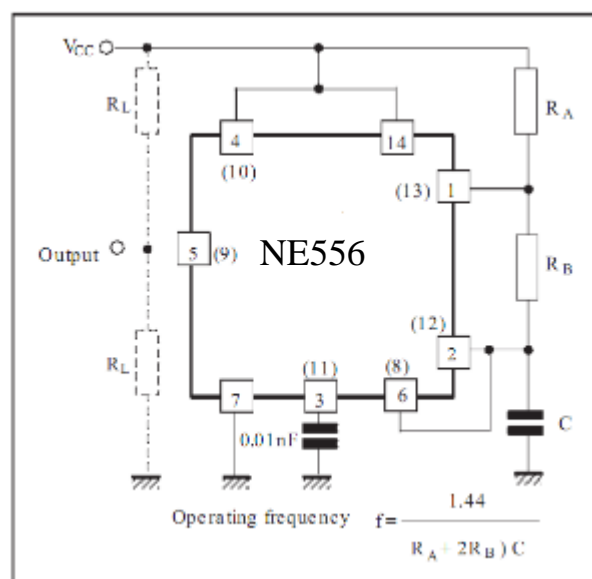 VCC
RL
RA
4
14
(10)
(13)
1
Output
5
(9)
NE556
RB
(12)
2
RL
(11)
(8)
7
3
6
0.01nF
C
Operating frequency f= 1.44
RA + 2RB ) C